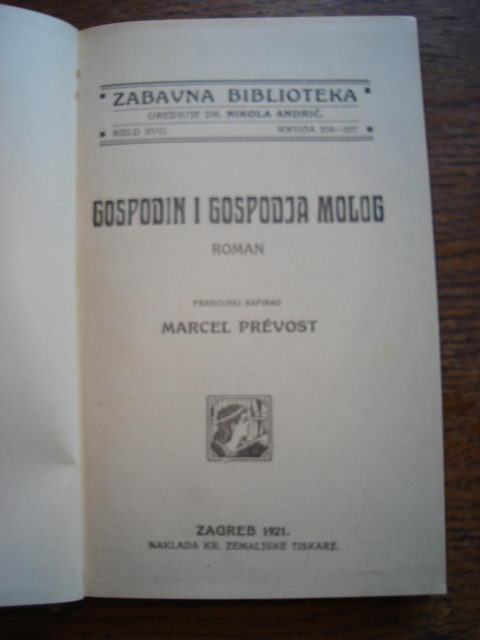 ZABAVNA BIBLIOTEKA
UREDJUJE DR. NIKOLA ANDRIĆ.
KOLO XVII. KNJIGA
GOSPODIN I GOSPODJA MOLOG
ROMAN
FRANCUSKI NAPISAO
MARCEL PRÉVOST
ZAGREB 1921.
NAKLADA KR. ZEMALJSKE TISKARE.